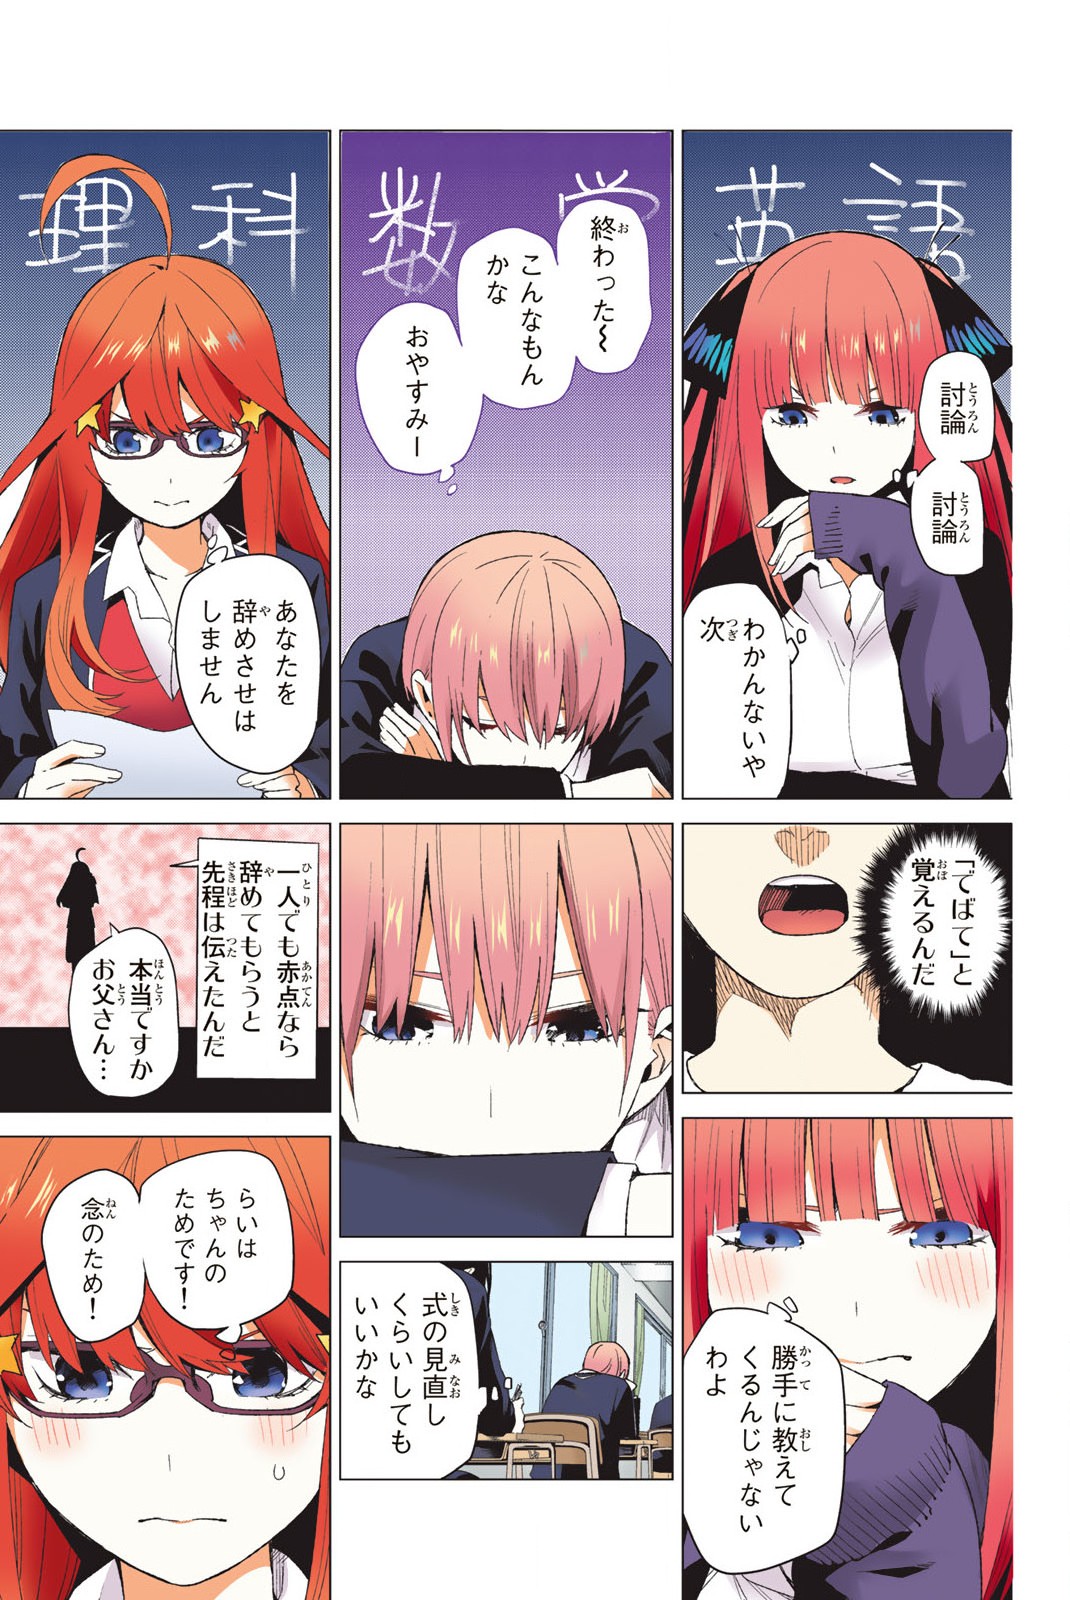 英語
討論
討論
わかんないや
次
「でばて」と
覚えるんだ
勝手に教えて
くるんじゃない
わよ
数学
終わった〜
こんなもん
かな
おやすみー
式の見直し
くらいしても
いいかな
理科
あなたを
辞めさせは
しません
一人でも赤点なら
辞めてもらうと
先程は伝えたんだ
本当ですか
お父さん…
らいは
ちゃんの
ためです!
念のため!